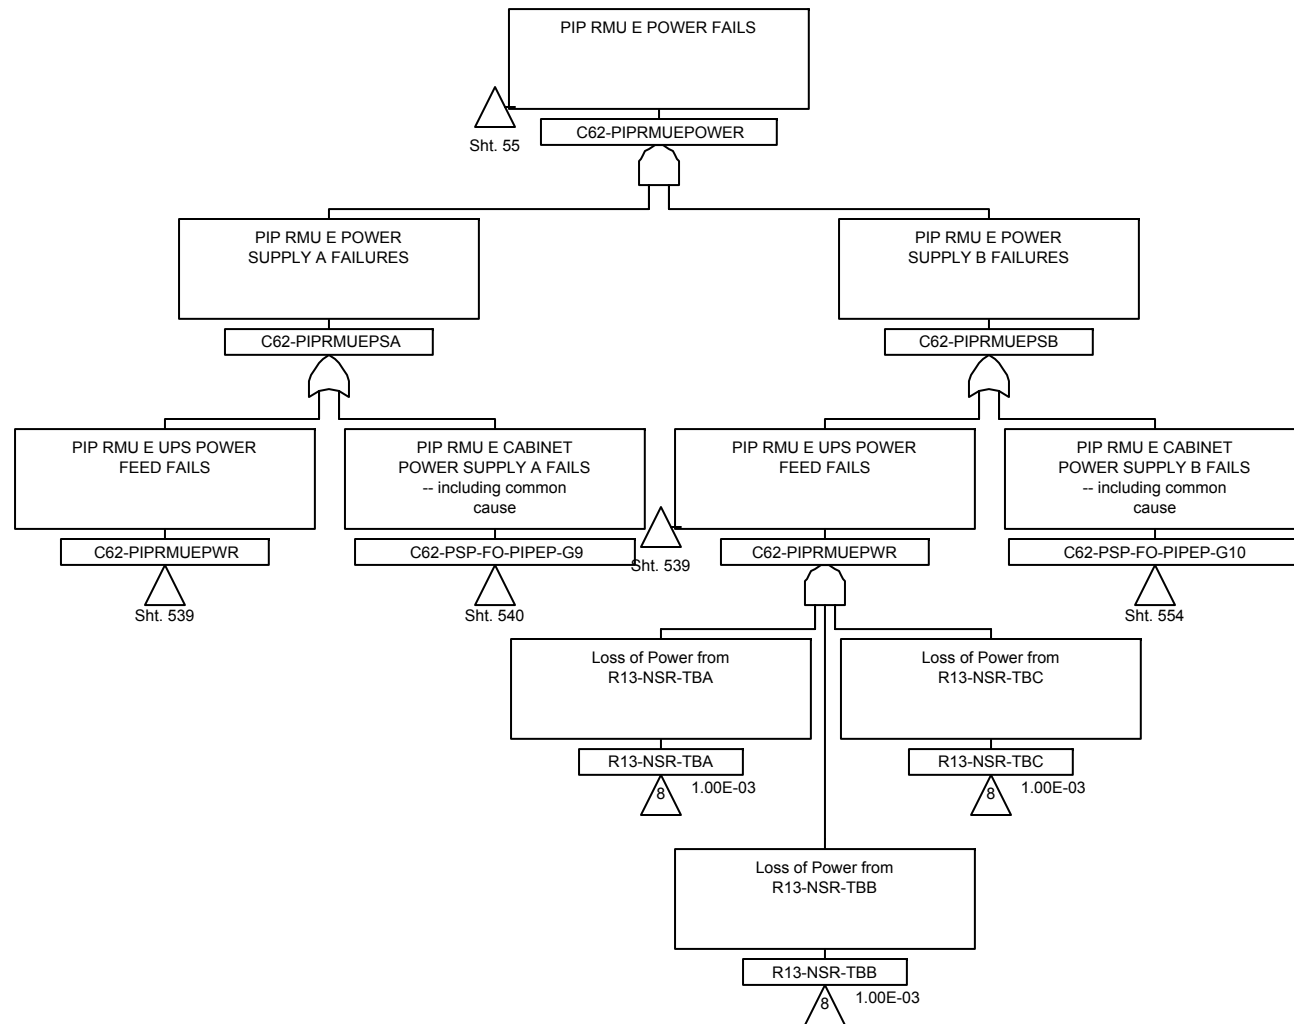 PIP RMU E POWER FAILS
Sht. 55
C62-PIPRMUEPOWER
PIP RMU E POWER
SUPPLY A FAILURES
C62-PIPRMUEPSA
PIP RMU E POWER
SUPPLY B FAILURES
C62-PIPRMUEPSB
PIP RMU E UPS POWER
FEED FAILS
C62-PIPRMUEPWR
Sht. 539
PIP RMU E CABINET
POWER SUPPLY A FAILS
-- including common
cause
C62-PSP-FO-PIPEP-G9
Sht. 540
PIP RMU E UPS POWER
FEED FAILS
Sht. 539
C62-PIPRMUEPWR
PIP RMU E CABINET
POWER SUPPLY B FAILS
-- including common
cause
C62-PSP-FO-PIPEP-G10
Sht. 554
Loss of Power from
R13-NSR-TBA
R13-NSR-TBA
8
1.00E-03
Loss of Power from
R13-NSR-TBC
R13-NSR-TBC
8
1.00E-03
Loss of Power from
R13-NSR-TBB
R13-NSR-TBB
8
1.00E-03